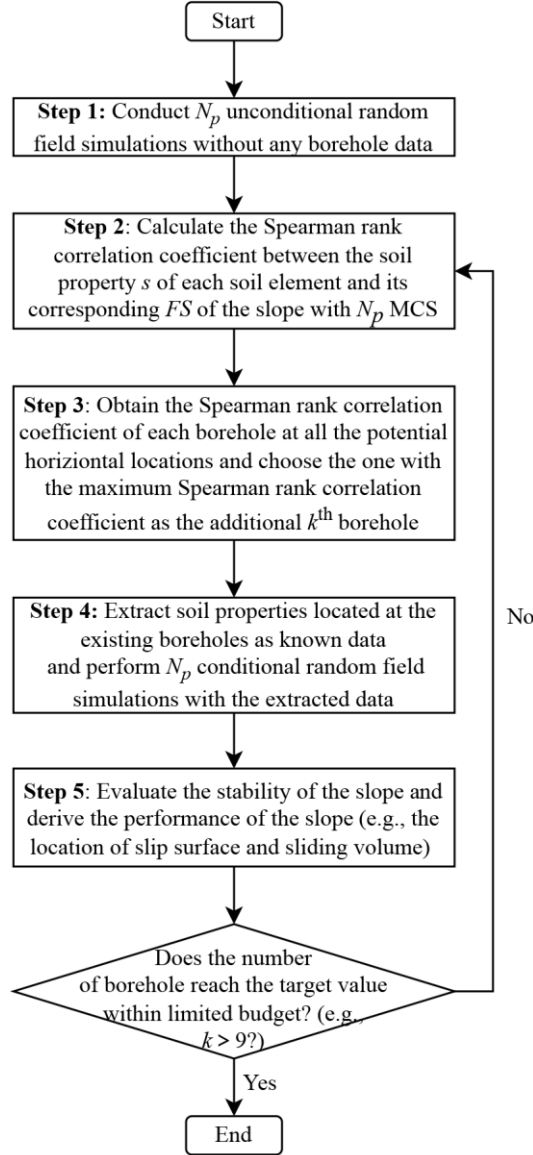 Start
Step 1: Conduct Np unconditional random
field simulations without any borehole data
Step 2: Calculate the Spearman rank
correlation coefficient between the soil
property s of each soil element and its
corresponding FS of the slope with Np MCS
Step 3: Obtain the Spearman rank correlation
coefficient of each borehole at all the potential
horiziontal locations and choose the one with
the maximum Spearman rank correlation
coefficient as the additional kth borehole
Step 4: Extract soil properties located at the
existing boreholes as known data
and perform Np conditional random field
simulations with the extracted data
No
Step 5: Evaluate the stability of the slope and
derive the performance of the slope (e.g., the
location of slip surface and sliding volume)
Does the number
of borehole reach the target value
within limited budget? (e.g.,
k > 9?)
Yes
End